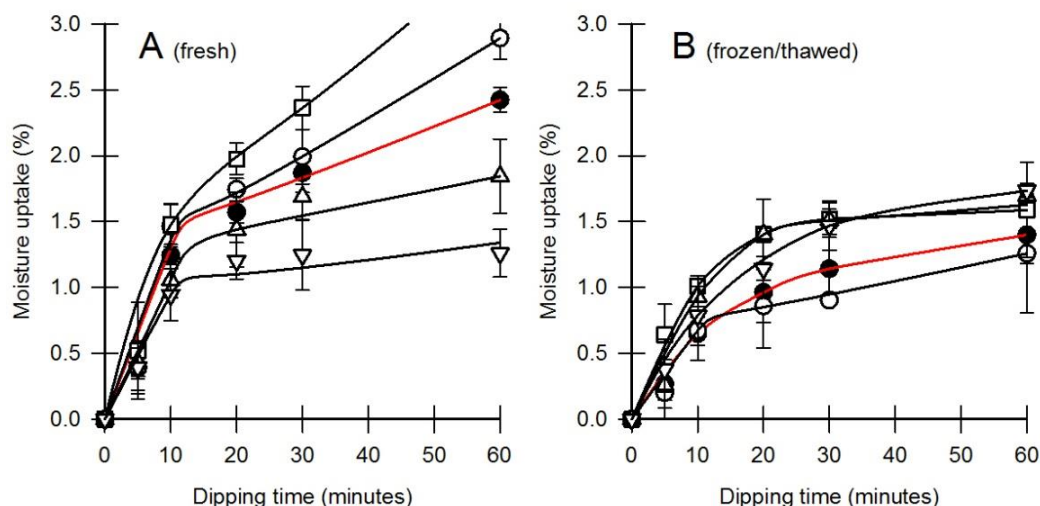 A (fresh)
3.0
2.5
2.0
1.5
1.0
0.5
0.0
Moisture uptake (%)
0 10 20 30 40 50 60
Dipping time (minutes)
B (frozen/thawed)
3.0
2.5
2.0
1.5
1.0
0.5
0.0
Moisture uptake (%)
0 10 20 30 40 50 60
Dipping time (minutes)